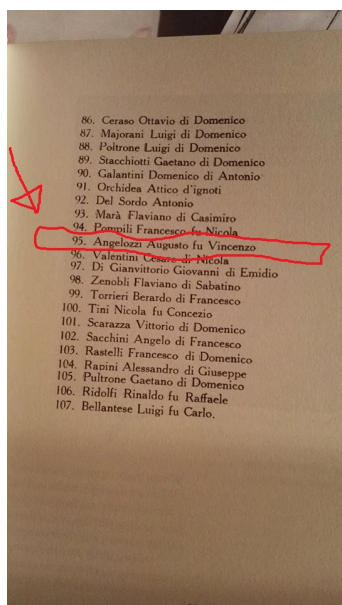 86. Ceraso Ottavio di Domenico
87. Majorani Luigi di Domenico
88. Poltrone Luigi di Domenico
89. Stacchiotti Gaetano di Domenico
90. Galantini Domenico di Antonio
91. Orchidea Attico d'ignoti
92. Del Sordo Antonio
93. Marà Flaviano di Casimiro
94. Pompili Francesco fu Nicola
95. Angelozzi Augusto fu Vincenzo
96. Valentini Cesare di Nicola
97. Di Gianvittorio Giovanni di Emidio
98. Zenobli Flaviano di Sabatino
99. Torrieri Berardo di Francesco
100. Tini Nicola fu Concezio
101. Scarazza Vittorio di Domenico
102. Sacchini Angelo di Francesco
103. Rastelli Francesco di Domenico
104. Rapini Alessandro di Giuseppe
105. Pultrone Gaetano di Domenico
106. Ridolfi Rinaldo fu Raffaele
107. Bellantese Luigi fu Carlo.